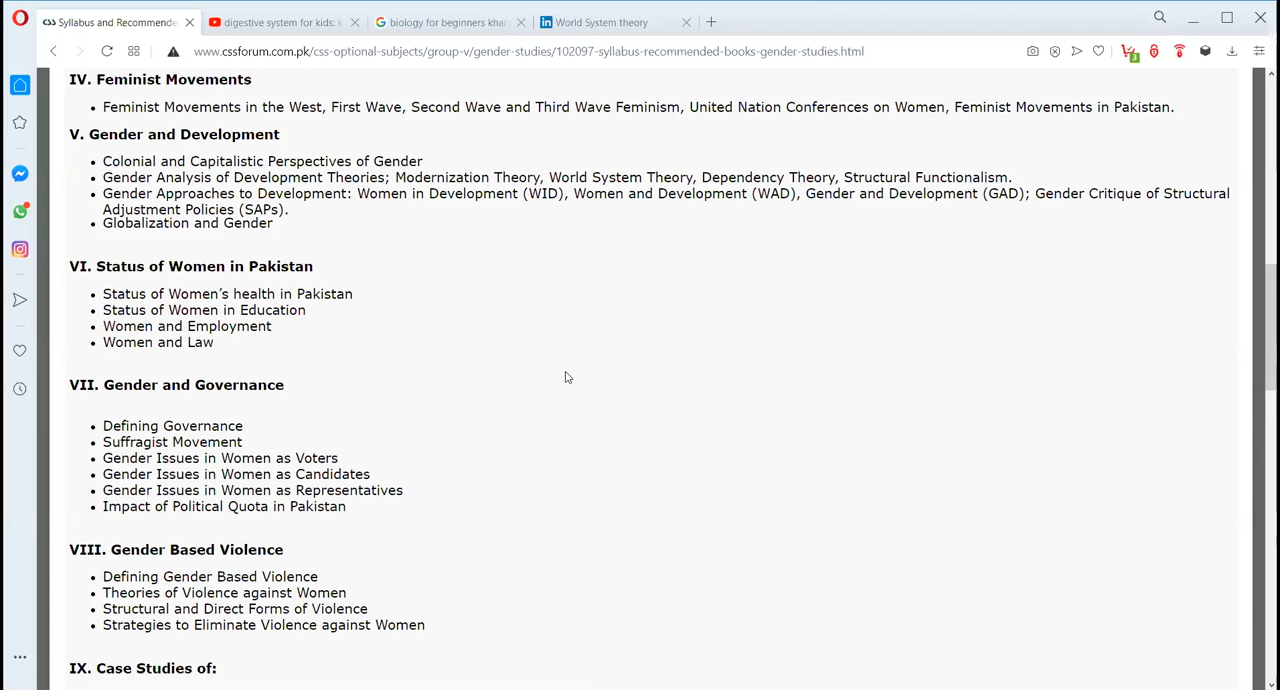 Syllabus and Recommende
digestive system for kids: k
biology for beginners khar
World System theory
www.cssforum.com.pk/css-optional-subjects/group-v/gender-studies/102097-syllabus-recommended-books-gender-studies.html
3
IV. Feminist Movements
• Feminist Movements in the West, First Wave, Second Wave and Third Wave Feminism, United Nation Conferences on Women, Feminist Movements in Pakistan.
V. Gender and Development
• Colonial and Capitalistic Perspectives of Gender
• Gender Analysis of Development Theories; Modernization Theory, World System Theory, Dependency Theory, Structural Functionalism.
• Gender Approaches to Development: Women in Development (WID), Women and Development (WAD), Gender and Development (GAD); Gender Critique of Structural
Adjustment Policies (SAPs).
• Globalization and Gender
VI. Status of Women in Pakistan
• Status of Women’s health in Pakistan
• Status of Women in Education
• Women and Employment
• Women and Law
VII. Gender and Governance
• Defining Governance
• Suffragist Movement
• Gender Issues in Women as Voters
• Gender Issues in Women as Candidates
• Gender Issues in Women as Representatives
• Impact of Political Quota in Pakistan
VIII. Gender Based Violence
• Defining Gender Based Violence
• Theories of Violence against Women
• Structural and Direct Forms of Violence
• Strategies to Eliminate Violence against Women
IX. Case Studies of: